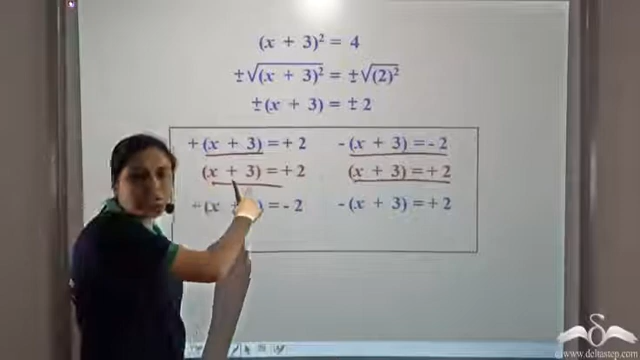 (x + 3)² = 4
±√(x + 3)² = ±√(2)²
±(x + 3) = ± 2
+ (x + 3) = + 2 - (x + 3) = - 2
(x + 3) = + 2 (x + 3) = + 2
(x + ) = - 2 - (x + 3) = + 2
©www.deltastep.com